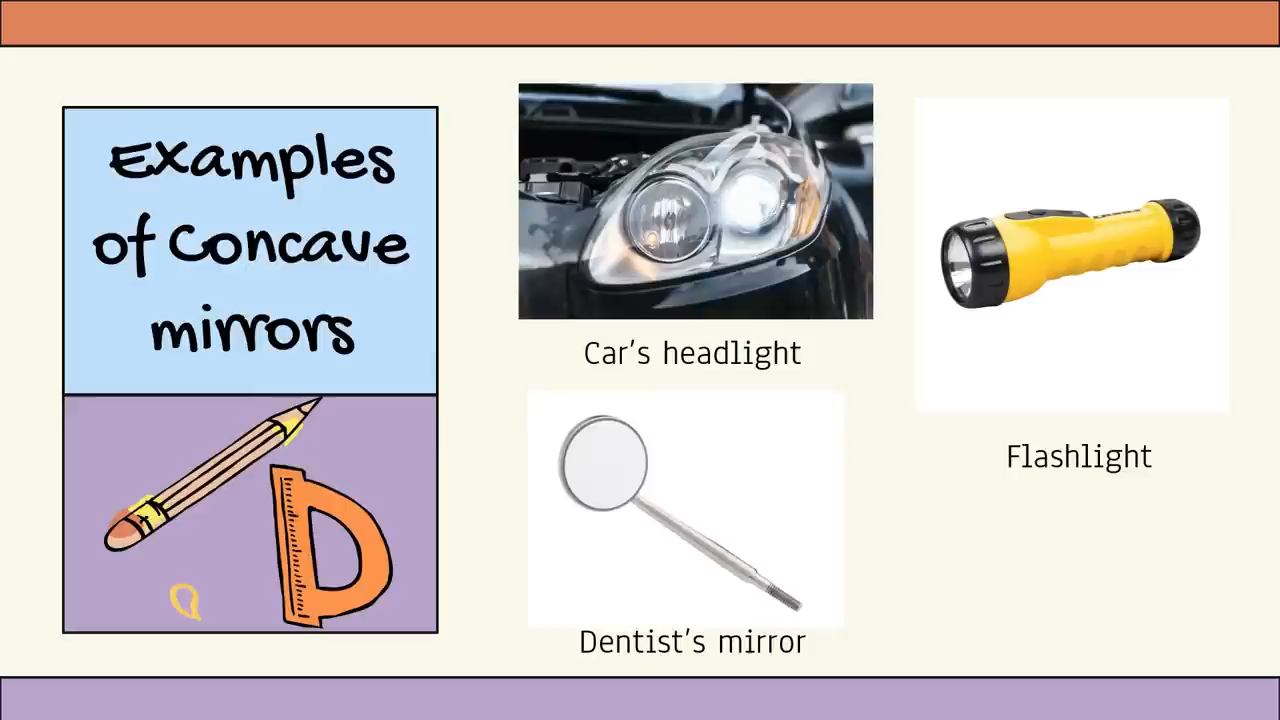 Examples
of Concave
mirrors
Car's headlight
Flashlight
Dentist's mirror